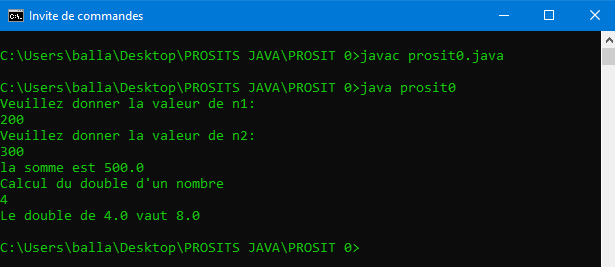 Invite de commandes
C:\Users\balla\Desktop\PROSITS JAVA\PROSIT 0>javac prosit0.java
C:\Users\balla\Desktop\PROSITS JAVA\PROSIT 0>java prosit0
Veuillez donner la valeur de n1:
200
Veuillez donner la valeur de n2:
300
la somme est 500.0
Calcul du double d'un nombre
4
Le double de 4.0 vaut 8.0
C:\Users\balla\Desktop\PROSITS JAVA\PROSIT 0>